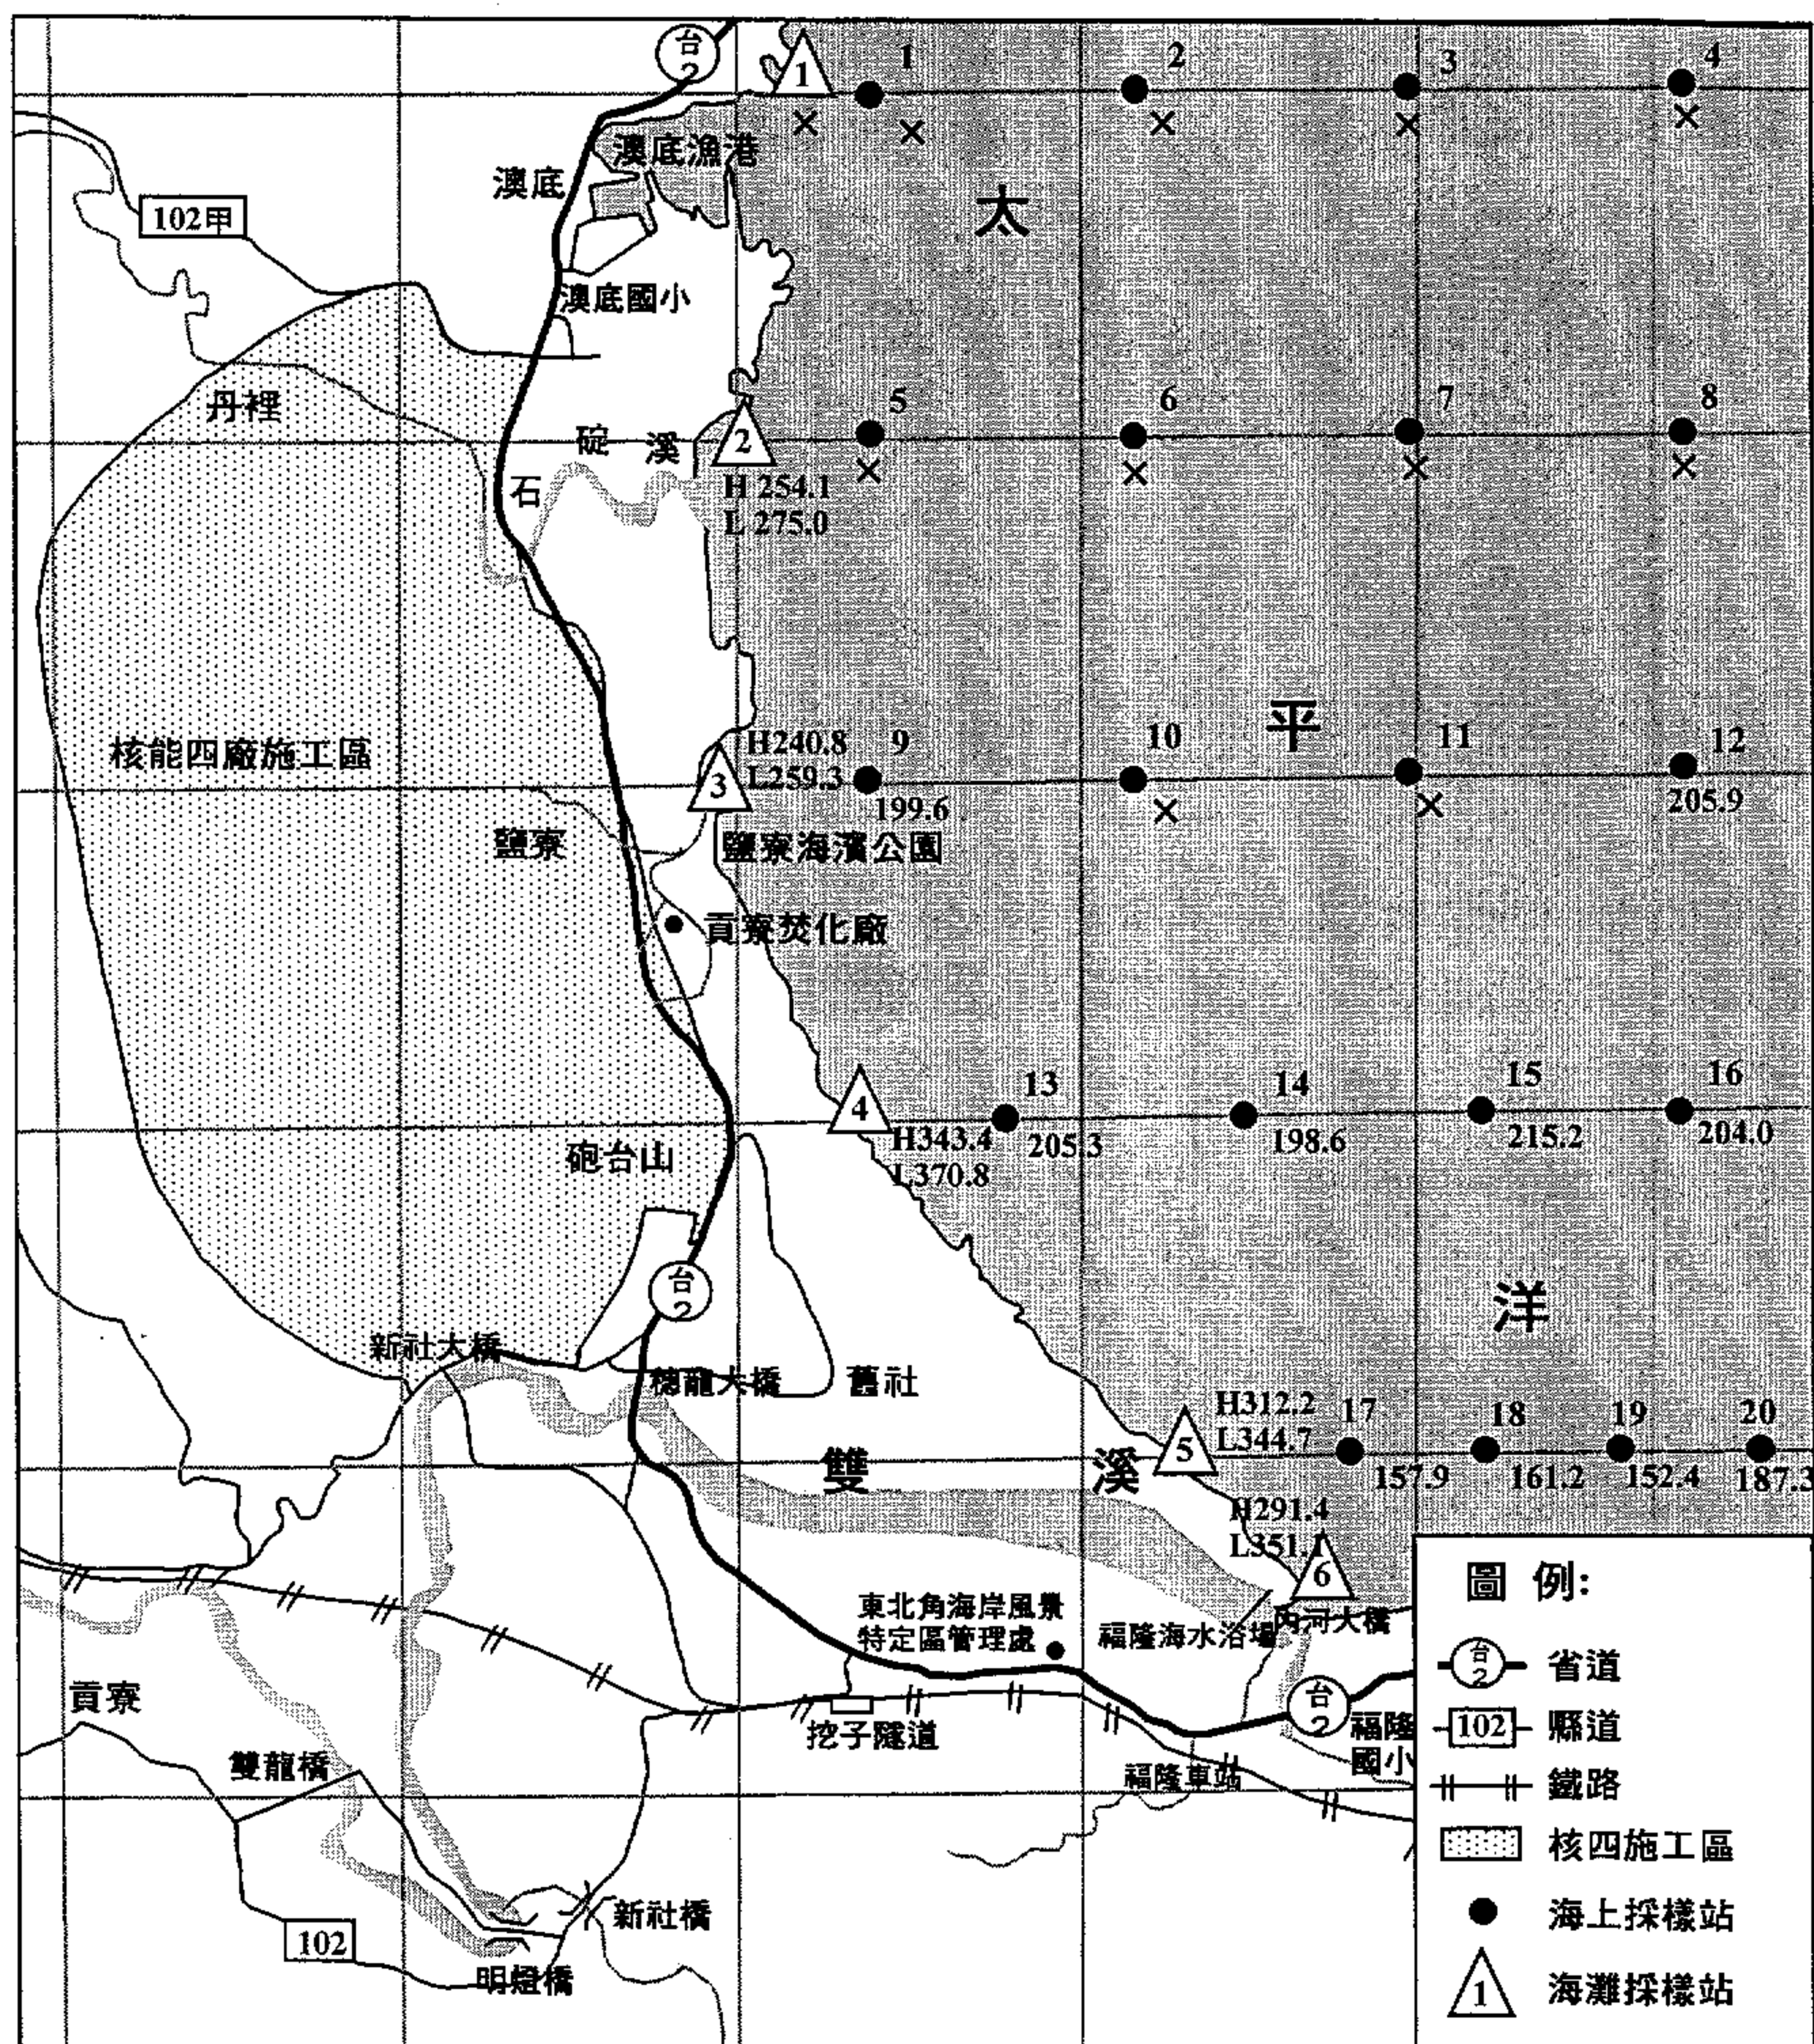 台
2
1
1
2
3
4
×
×
×
×
×
澳底漁港
澳底
太
102甲
澳底國小
丹裡
5
6
7
8
碇
溪
2
×
×
×
×
石
H 254.1
L 275.0
平
核能四廠施工區
H240.8
L259.3
3
9
10
11
12
199.6
×
×
205.9
鹽寮
鹽寮海濱公園
貢寮焚化廠
4
13
14
15
16
H343.4
L370.8
205.3
198.6
215.2
204.0
砲台山
台
2
洋
新社大橋
穗龍大橋
舊社
H312.2
L344.7
5
17
18
19
20
雙
溪
157.9
161.2
152.4
187.3
H291.4
L351.1
6
東北角海岸風景
特定區管理處
福隆海水浴場
內河大橋
貢寮
挖子隧道
台
2
福隆
國小
雙龍橋
福隆車站
新社橋
102
明燈橋
圖 例:
台
2
省道
102
縣道
鐵路
核四施工區
海上採樣站
1
海灘採樣站